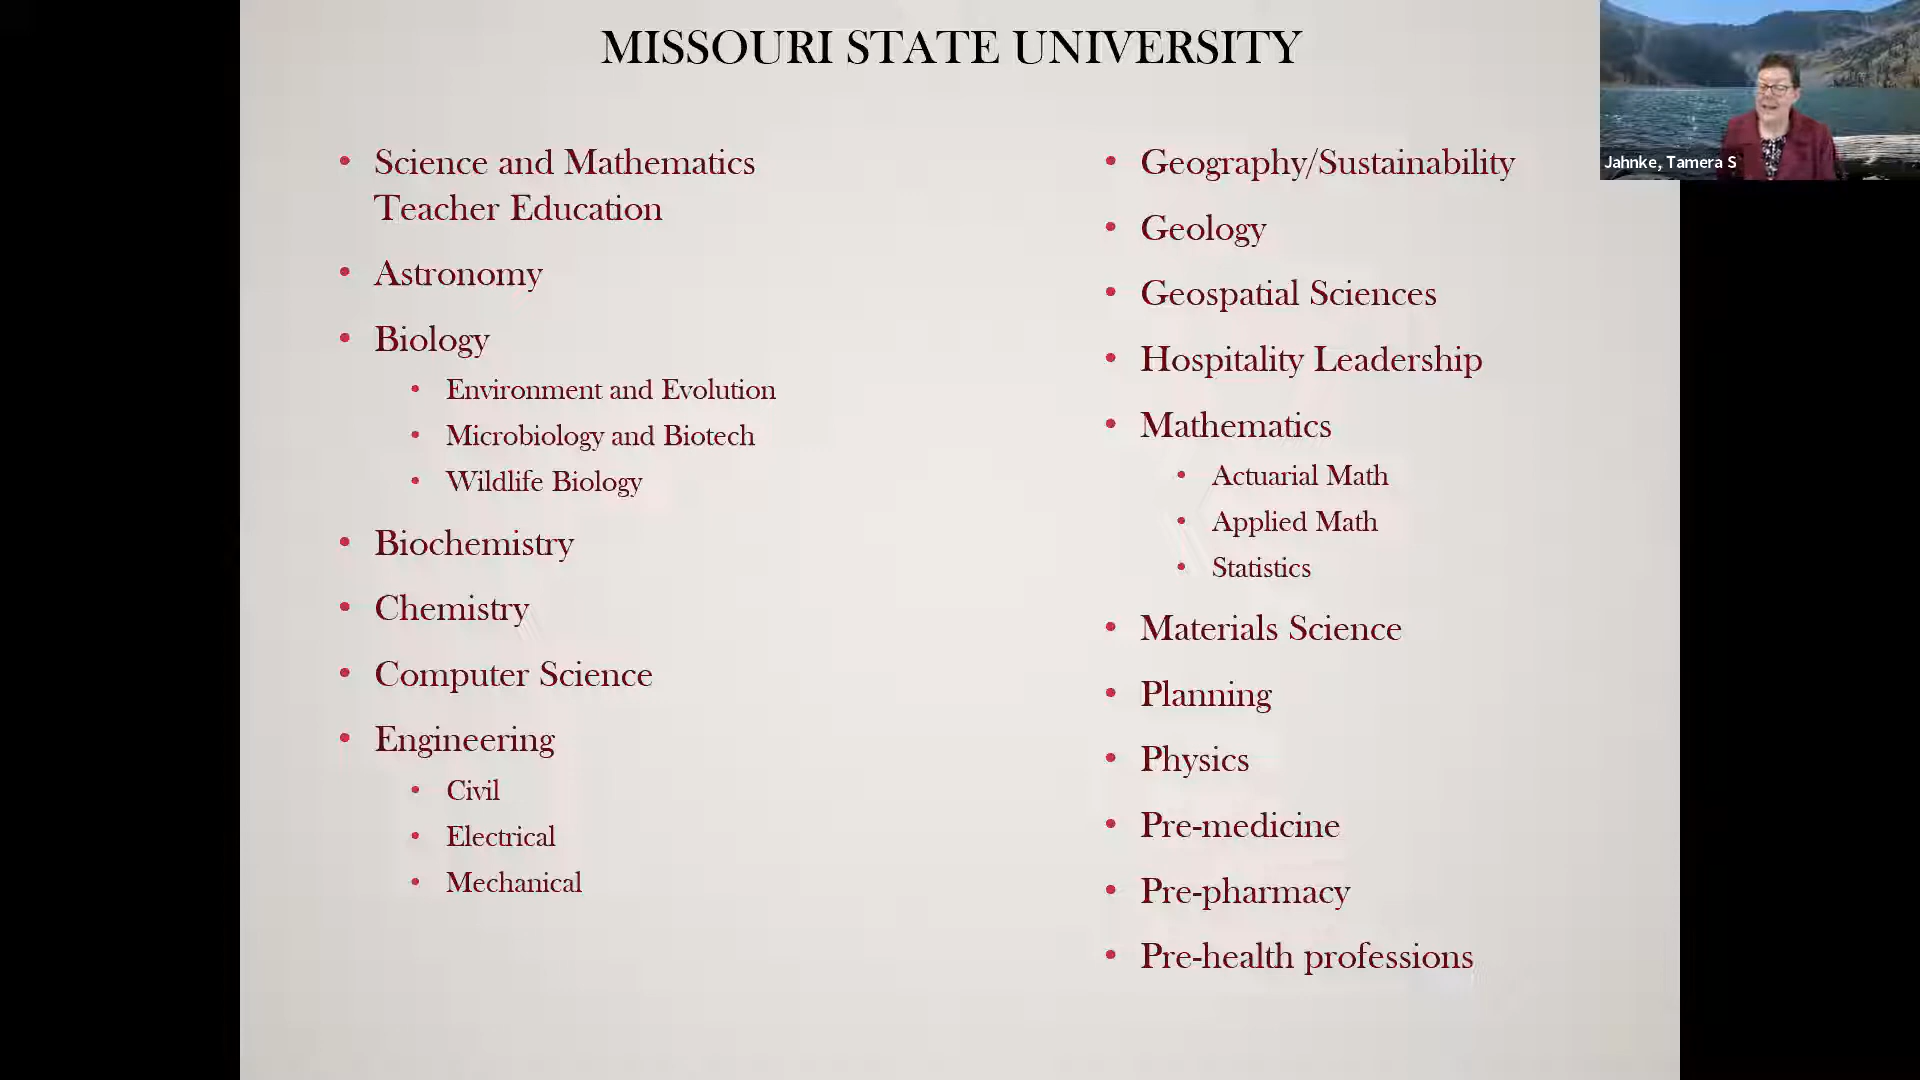 MISSOURI STATE UNIVERSITY
• Science and Mathematics
Teacher Education
• Astronomy
• Biology
• Environment and Evolution
• Microbiology and Biotech
• Wildlife Biology
• Biochemistry
• Chemistry
• Computer Science
• Engineering
• Civil
• Electrical
• Mechanical
• Geography/Sustainability
• Geology
• Geospatial Sciences
• Hospitality Leadership
• Mathematics
• Actuarial Math
• Applied Math
• Statistics
• Materials Science
• Planning
• Physics
• Pre-medicine
• Pre-pharmacy
• Pre-health professions
Jahnke, Tamera S